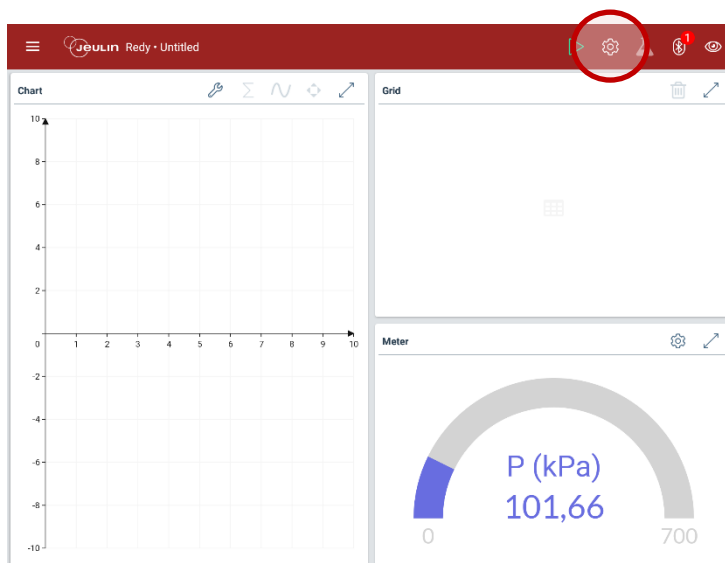 Jeulin Redy • Untitled
1
Chart
Grid
10
8
6
4
2
0 1 2 3 4 5 6 7 8 9 10
-2
-4
-6
-8
-10
Meter
P (kPa)
101,66
0 700